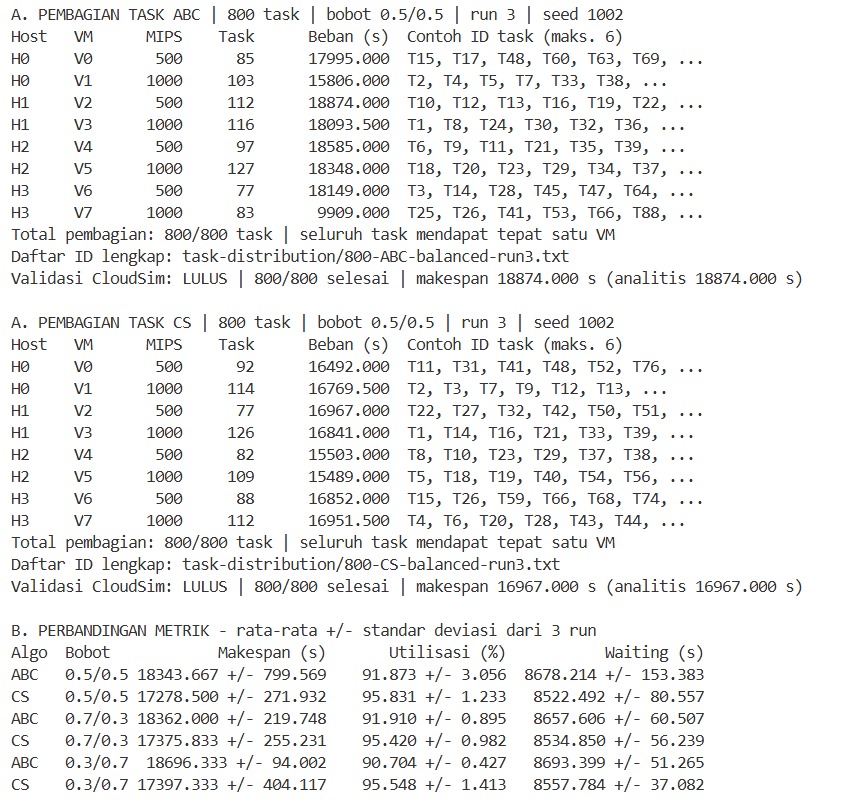 A. PEMBAGIAN TASK ABC | 800 task | bobot 0.5/0.5 | run 3 | seed 1002
Host VM MIPS Task Beban (s) Contoh ID task (maks. 6)
H0 V0 500 85 17995.000 T15, T17, T48, T60, T63, T69, ...
H0 V1 1000 103 15806.000 T2, T4, T5, T7, T33, T38, ...
H1 V2 500 112 18874.000 T10, T12, T13, T16, T19, T22, ...
H1 V3 1000 116 18093.500 T1, T8, T24, T30, T32, T36, ...
H2 V4 500 97 18585.000 T6, T9, T11, T21, T35, T39, ...
H2 V5 1000 127 18348.000 T18, T20, T23, T29, T34, T37, ...
H3 V6 500 77 18149.000 T3, T14, T28, T45, T47, T64, ...
H3 V7 1000 83 9909.000 T25, T26, T41, T53, T66, T88, ...
Total pembagian: 800/800 task | seluruh task mendapat tepat satu VM
Daftar ID lengkap: task-distribution/800-ABC-balanced-run3.txt
Validasi CloudSim: LULUS | 800/800 selesai | makespan 18874.000 s (analitis 18874.000 s)
A. PEMBAGIAN TASK CS | 800 task | bobot 0.5/0.5 | run 3 | seed 1002
Host VM MIPS Task Beban (s) Contoh ID task (maks. 6)
H0 V0 500 92 16492.000 T11, T31, T41, T48, T52, T76, ...
H0 V1 1000 114 16769.500 T2, T3, T7, T9, T12, T13, ...
H1 V2 500 77 16967.000 T22, T27, T32, T42, T50, T51, ...
H1 V3 1000 126 16841.000 T1, T14, T16, T21, T33, T39, ...
H2 V4 500 82 15503.000 T8, T10, T23, T29, T37, T38, ...
H2 V5 1000 109 15489.000 T5, T18, T19, T40, T54, T56, ...
H3 V6 500 88 16852.000 T15, T26, T59, T66, T68, T74, ...
H3 V7 1000 112 16951.500 T4, T6, T20, T28, T43, T44, ...
Total pembagian: 800/800 task | seluruh task mendapat tepat satu VM
Daftar ID lengkap: task-distribution/800-CS-balanced-run3.txt
Validasi CloudSim: LULUS | 800/800 selesai | makespan 16967.000 s (analitis 16967.000 s)
B. PERBANDINGAN METRIK - rata-rata +/- standar deviasi dari 3 run
Algo Bobot Makespan (s) Utilisasi (%) Waiting (s)
ABC 0.5/0.5 18343.667 +/- 799.569 91.873 +/- 3.056 8678.214 +/- 153.383
CS 0.5/0.5 17278.500 +/- 271.932 95.831 +/- 1.233 8522.492 +/- 80.557
ABC 0.7/0.3 18362.000 +/- 219.748 91.910 +/- 0.895 8657.606 +/- 60.507
CS 0.7/0.3 17375.833 +/- 255.231 95.420 +/- 0.982 8534.850 +/- 56.239
ABC 0.3/0.7 18696.333 +/- 94.002 90.704 +/- 0.427 8693.399 +/- 51.265
CS 0.3/0.7 17397.333 +/- 404.117 95.548 +/- 1.413 8557.784 +/- 37.082